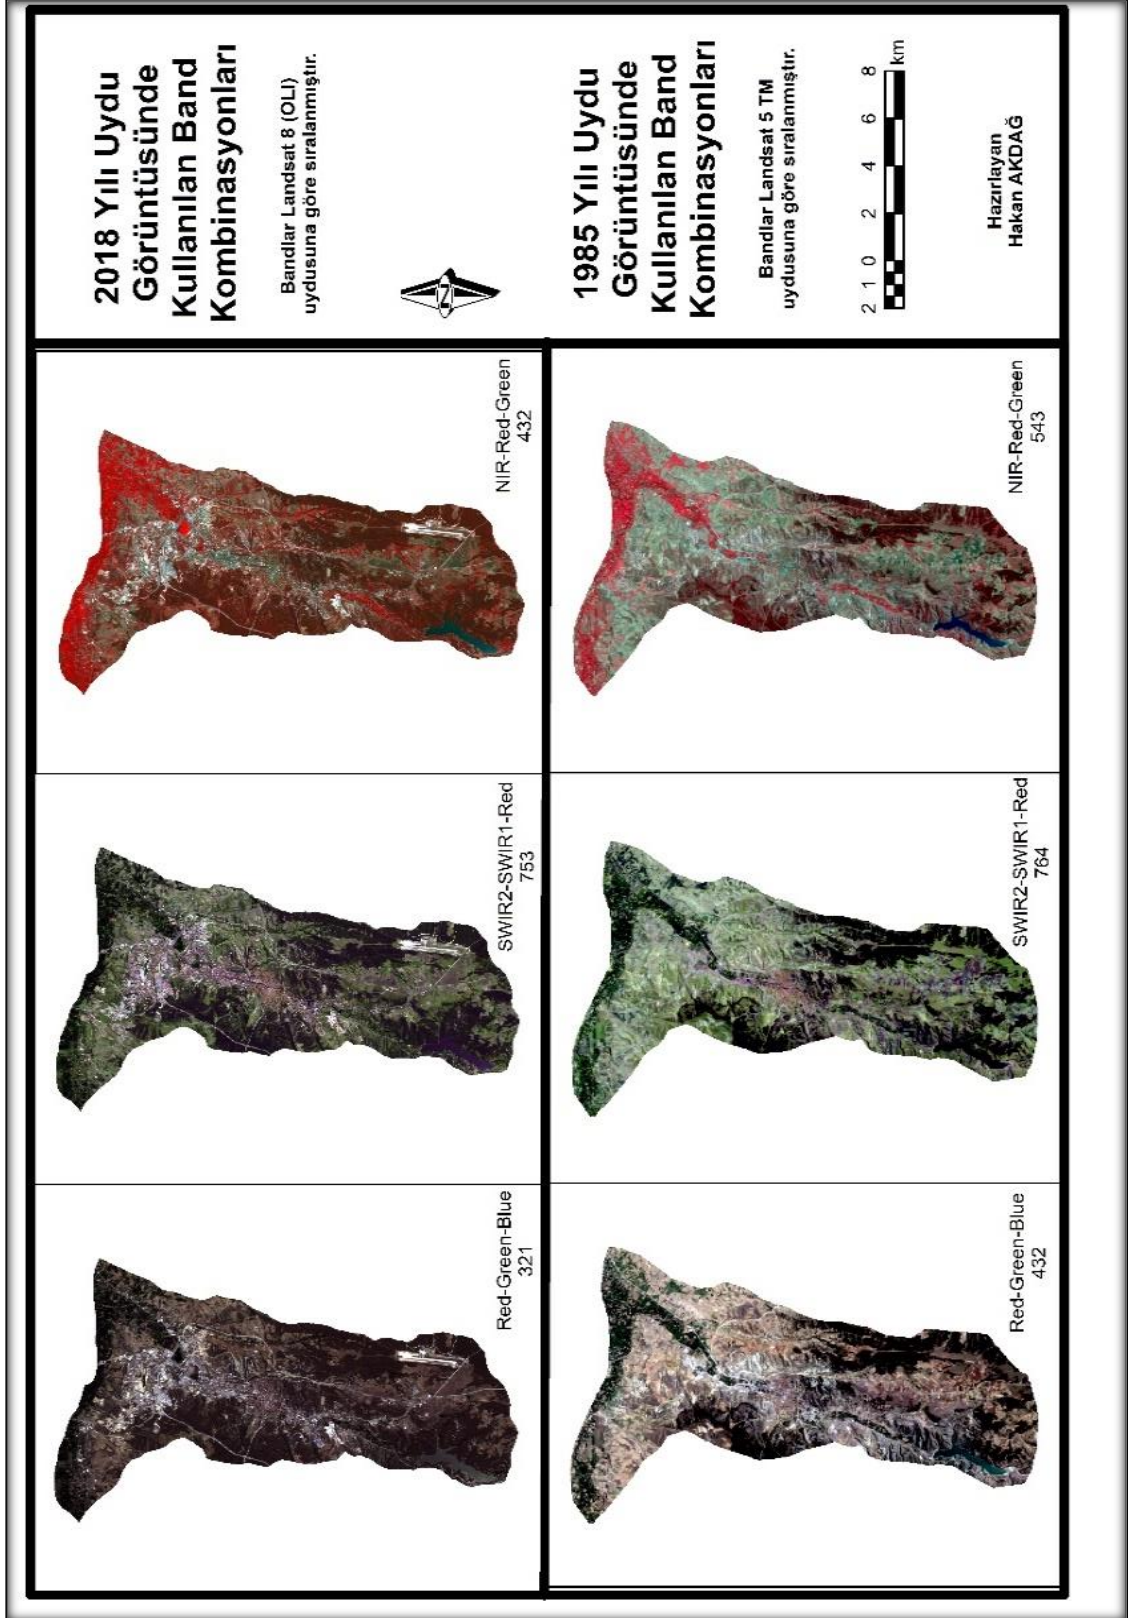 2018 Yılı Uydu
Görüntüsünde
Kullanılan Band
Kombinasyonları
Bandlar Landsat 8 (OLI)
uydusuna göre sıralanmıştır.
N
NIR-Red-Green
432
SWIR2-SWIR1-Red
753
Red-Green-Blue
321
1985 Yılı Uydu
Görüntüsünde
Kullanılan Band
Kombinasyonları
Bandlar Landsat 5 TM
uydusuna göre sıralanmıştır.
2 1 0 2 4 6 8
km
Hazırlayan
Hakan AKDAĞ
NIR-Red-Green
543
SWIR2-SWIR1-Red
764
Red-Green-Blue
432